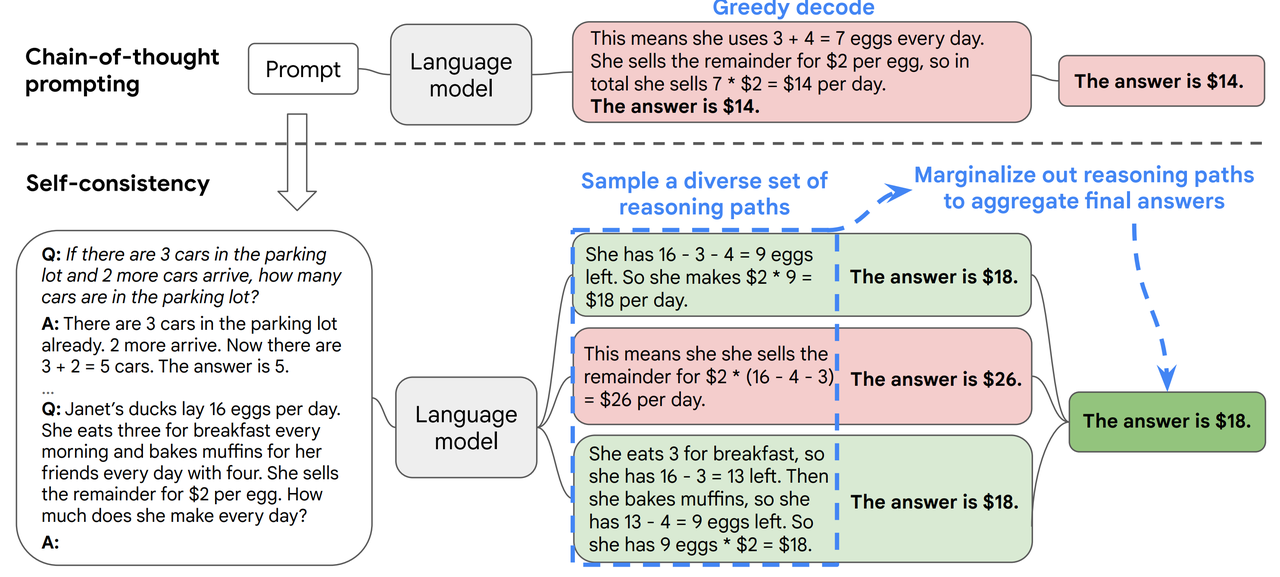 Greedy decode
Chain-of-thought
prompting
Prompt
Language
model
This means she uses 3 + 4 = 7 eggs every day.
She sells the remainder for $2 per egg, so in
total she sells 7 * $2 = $14 per day.
The answer is $14.
The answer is $14.
Self-consistency
Sample a diverse set of
reasoning paths
Marginalize out reasoning paths
to aggregate final answers
Q: If there are 3 cars in the parking
lot and 2 more cars arrive, how many
cars are in the parking lot?
A: There are 3 cars in the parking lot
already. 2 more arrive. Now there are
3 + 2 = 5 cars. The answer is 5.
...
Q: Janet's ducks lay 16 eggs per day.
She eats three for breakfast every
morning and bakes muffins for her
friends every day with four. She sells
the remainder for $2 per egg. How
much does she make every day?
A:
Language
model
She has 16 - 3 - 4 = 9 eggs
left. So she makes $2 * 9 =
$18 per day.
The answer is $18.
This means she she sells the
remainder for $2 * (16 - 4 - 3)
= $26 per day.
The answer is $26.
She eats 3 for breakfast, so
she has 16 - 3 = 13 left. Then
she bakes muffins, so she
has 13 - 4 = 9 eggs left. So
she has 9 eggs * $2 = $18.
The answer is $18.
The answer is $18.